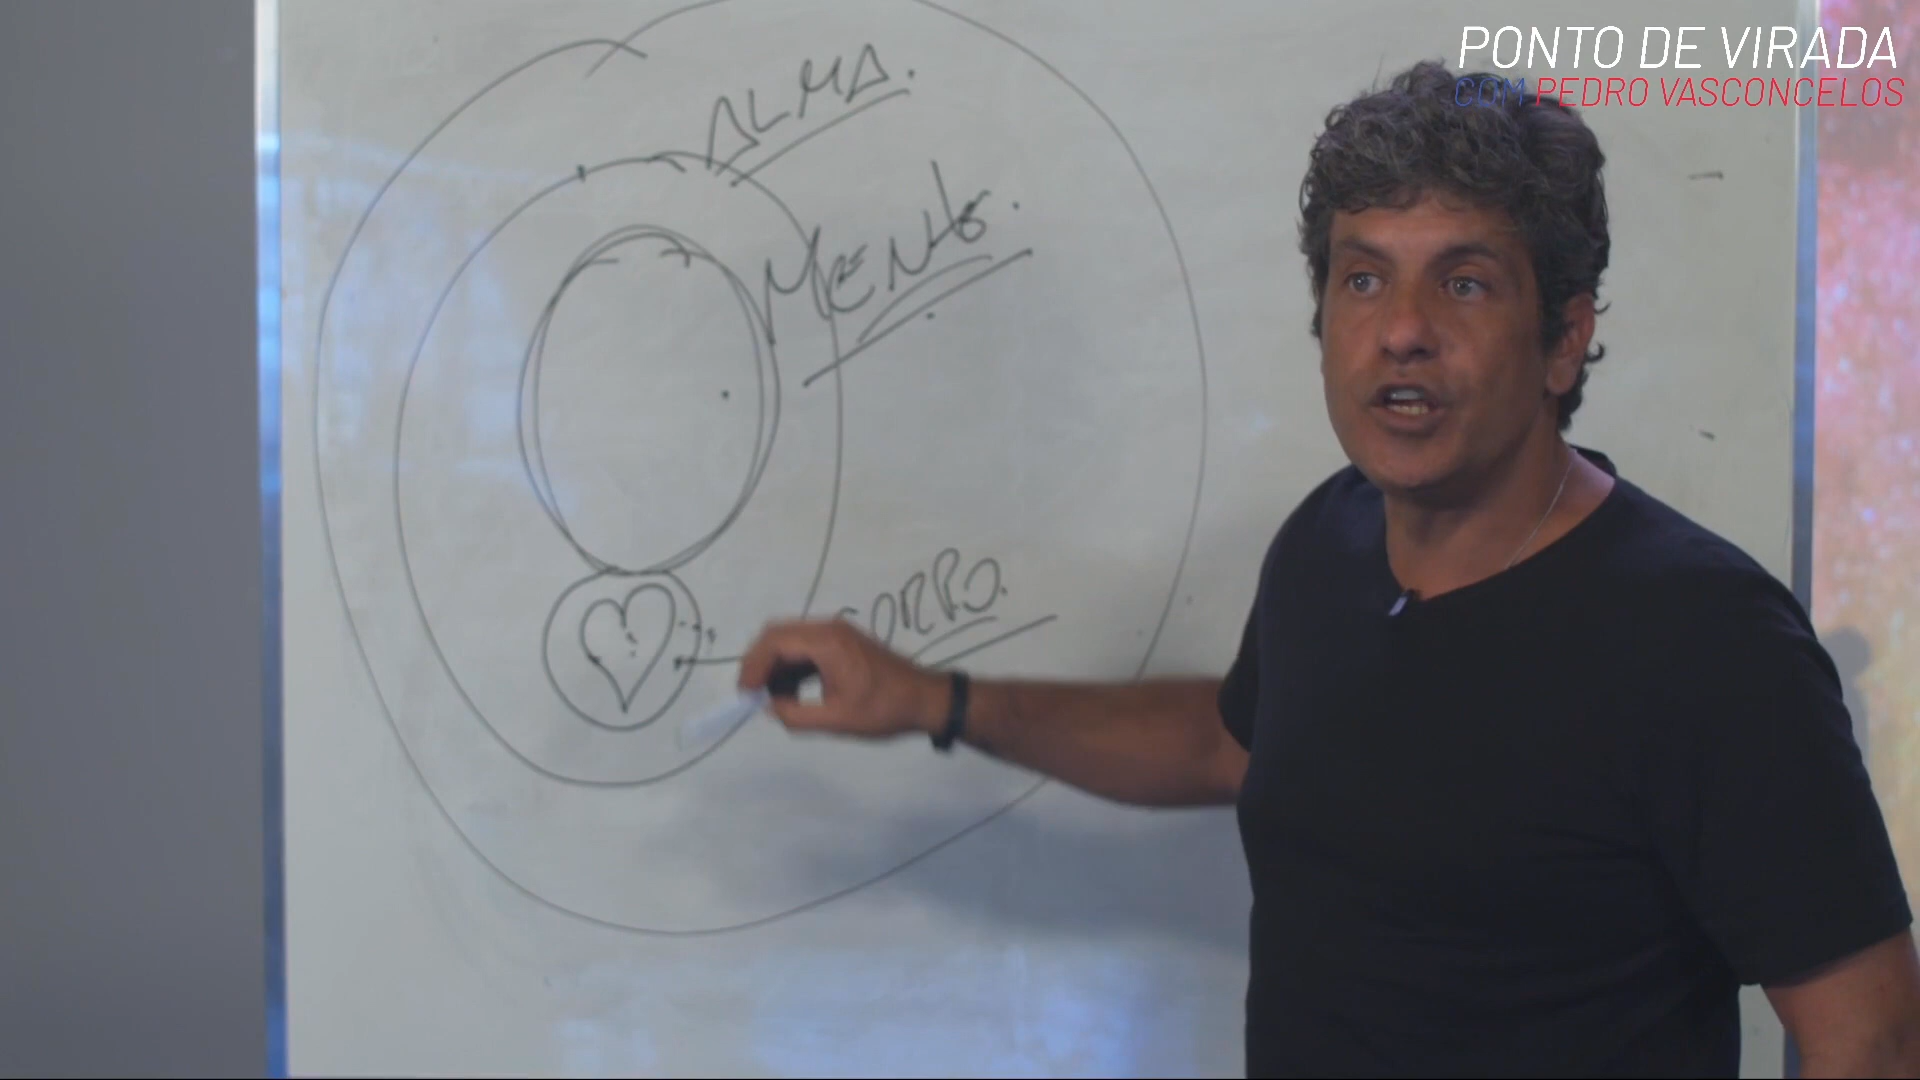 PONTO DE VIRADA
COM PEDRO VASCONCELOS
ALMA.
MENTE.
CORPO.